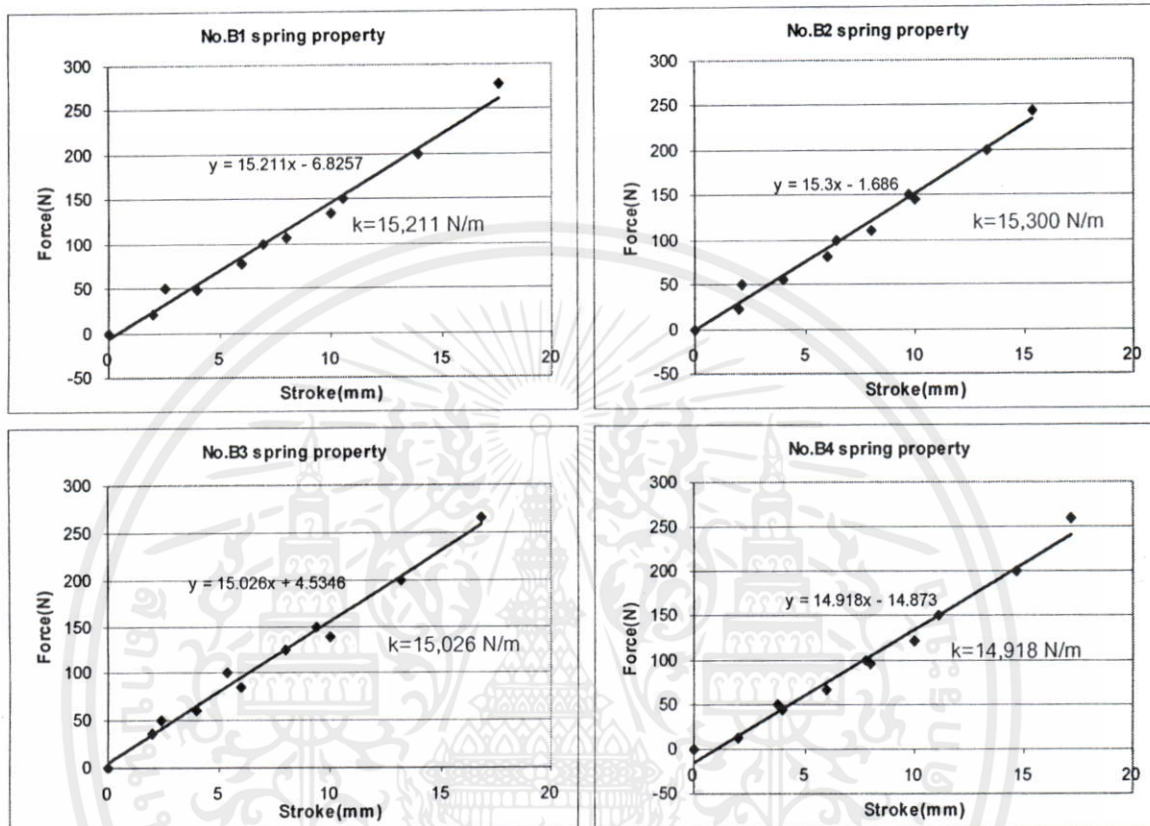 No.B1 spring property
300
250
200
150
100
50
0
-50
Force(N)
y = 15.211x - 6.8257
k=15,211 N/m
0 5 10 15 20
Stroke(mm)
No.B2 spring property
300
250
200
150
100
50
0
-50
Force(N)
y = 15.3x - 1.686
k=15,300 N/m
0 5 10 15 20
Stroke(mm)
No.B3 spring property
300
250
200
150
100
50
0
Force(N)
y = 15.026x + 4.5346
k=15,026 N/m
0 5 10 15 20
Stroke(mm)
No.B4 spring property
300
250
200
150
100
50
0
-50
Force(N)
y = 14.918x - 14.873
k=14,918 N/m
0 5 10 15 20
Stroke(mm)